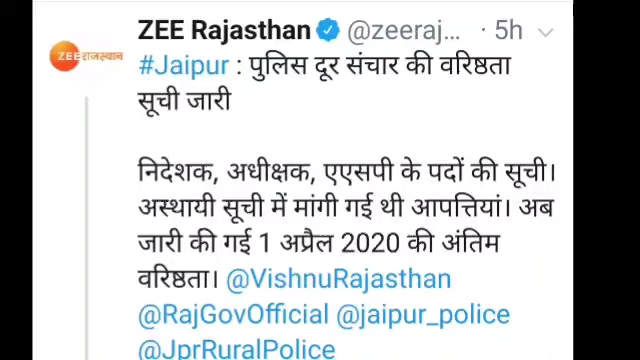 ZEE Rajasthan @zeeraj... · 5h
ZEE राजस्थान
#Jaipur : पुलिस दूर संचार की वरिष्ठता
सूची जारी
निदेशक, अधीक्षक, एएसपी के पदों की सूची।
अस्थायी सूची में मांगी गई थी आपत्तियां। अब
जारी की गई 1 अप्रैल 2020 की अंतिम
वरिष्ठता। @VishnuRajasthan
@RajGovOfficial @jaipur_police
@JprRuralPolice